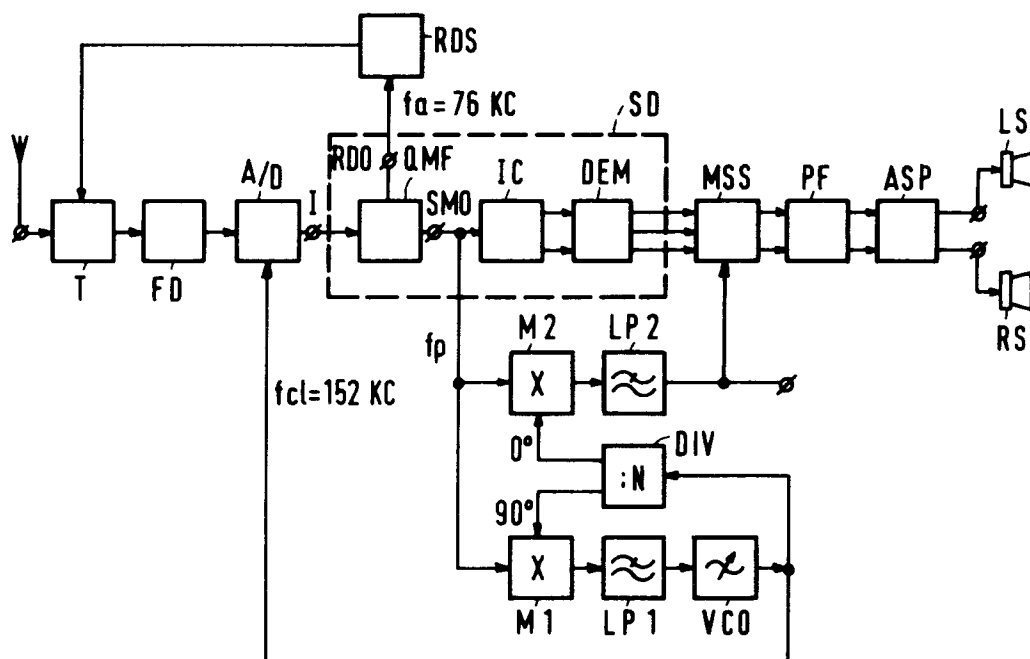 RDS
fa = 76 KC
SD
LS
RDO
QMF
A/D
I
SMO
IC
DEM
MSS
PF
ASP
T
FD
RS
fp
M2
LP2
X
fcl=152 KC
0°
DIV
:N
90°
X
M1
LP1
VCO